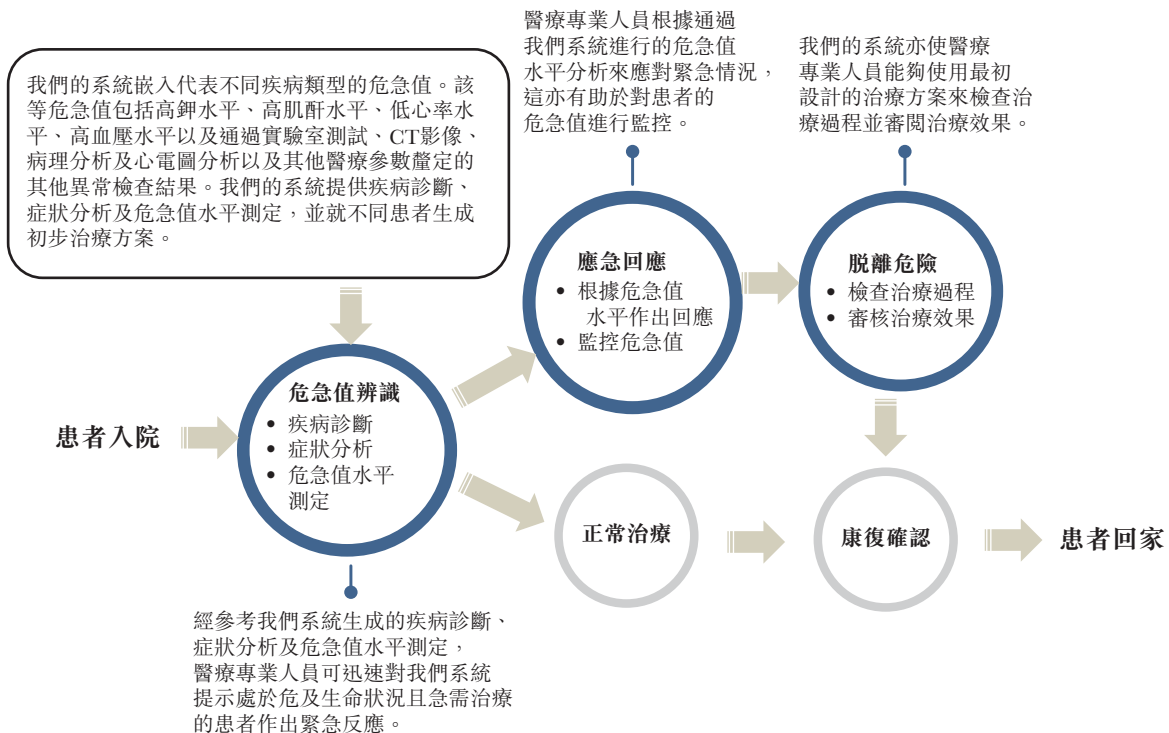 我們的系統嵌入代表不同疾病類型的危急值。該
等危急值包括高鉀水平、高肌酐水平、低心率水
平、高血壓水平以及通過實驗室測試、CT影像、
病理分析及心電圖分析以及其他醫療參數釐定的
其他異常檢查結果。我們的系統提供疾病診斷、
症狀分析及危急值水平測定，並就不同患者生成
初步治療方案。
醫療專業人員根據通過
我們系統進行的危急值
水平分析來應對緊急情況，
這亦有助於對患者的
危急值進行監控。
我們的系統亦使醫療
專業人員能夠使用最初
設計的治療方案來檢查治
療過程並審閱治療效果。
應急回應
• 根據危急值
水平作出回應
• 監控危急值
脱離危險
• 檢查治療過程
• 審核治療效果
患者入院
危急值辨識
• 疾病診斷
• 症狀分析
• 危急值水平
測定
正常治療
康復確認
患者回家
經參考我們系統生成的疾病診斷、
症狀分析及危急值水平測定，
醫療專業人員可迅速對我們系統
提示處於危及生命狀況且急需治療
的患者作出緊急反應。